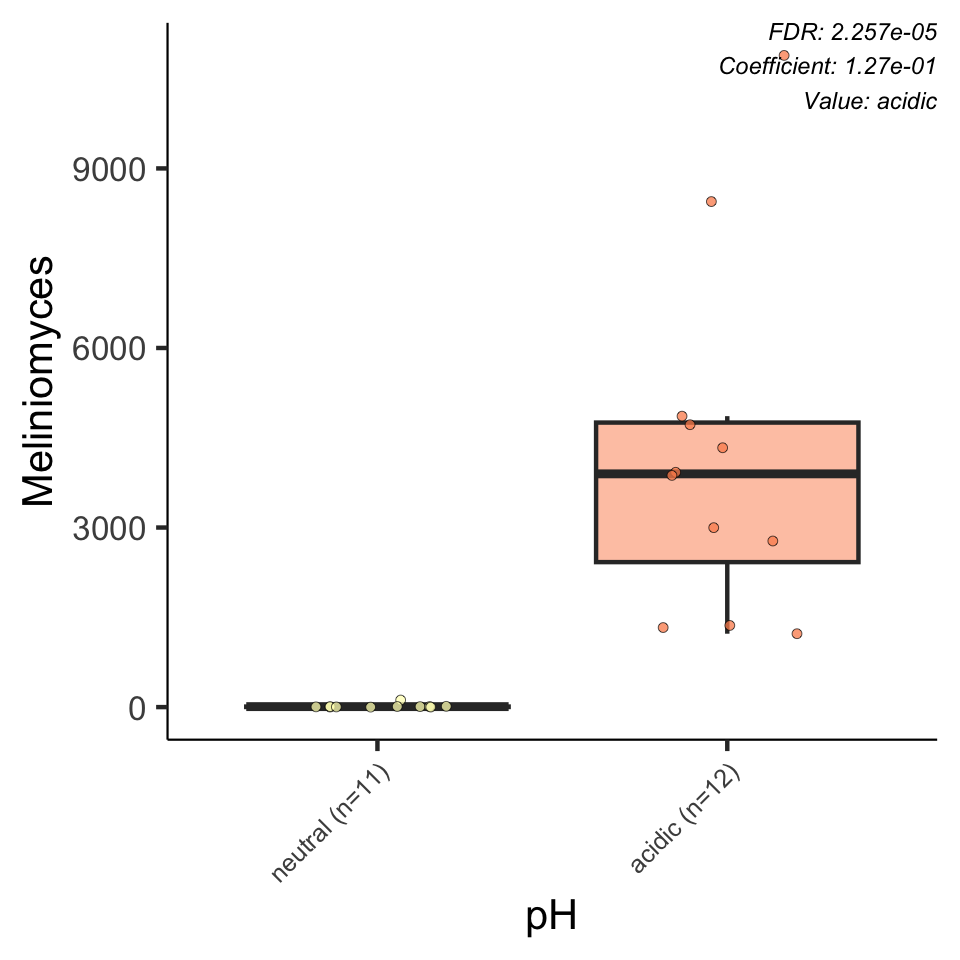 FDR: 2.257e-05
Coefficient: 1.27e-01
Value: acidic
Meliniomyces
9000
6000
3000
0
neutral (n=11)
acidic (n=12)
pH